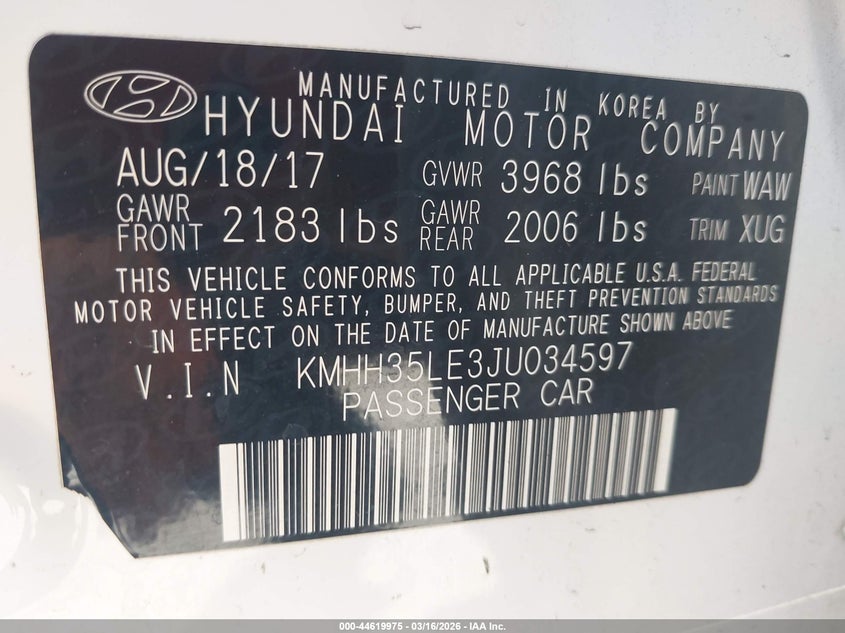 MANUFACTURED IN KOREA BY
HYUNDAI MOTOR COMPANY
AUG/18/17 GVWR 3968 lbs PAINT WAW
GAWR FRONT 2183 lbs GAWR REAR 2006 lbs TRIM XUG
THIS VEHICLE CONFORMS TO ALL APPLICABLE U.S.A. FEDERAL
MOTOR VEHICLE SAFETY, BUMPER, AND THEFT PREVENTION STANDARDS
IN EFFECT ON THE DATE OF MANUFACTURE SHOWN ABOVE
V.I.N KMHH35LE3JU034597
PASSENGER CAR
000-44619975 | 03/16/2026 - IAA Inc.